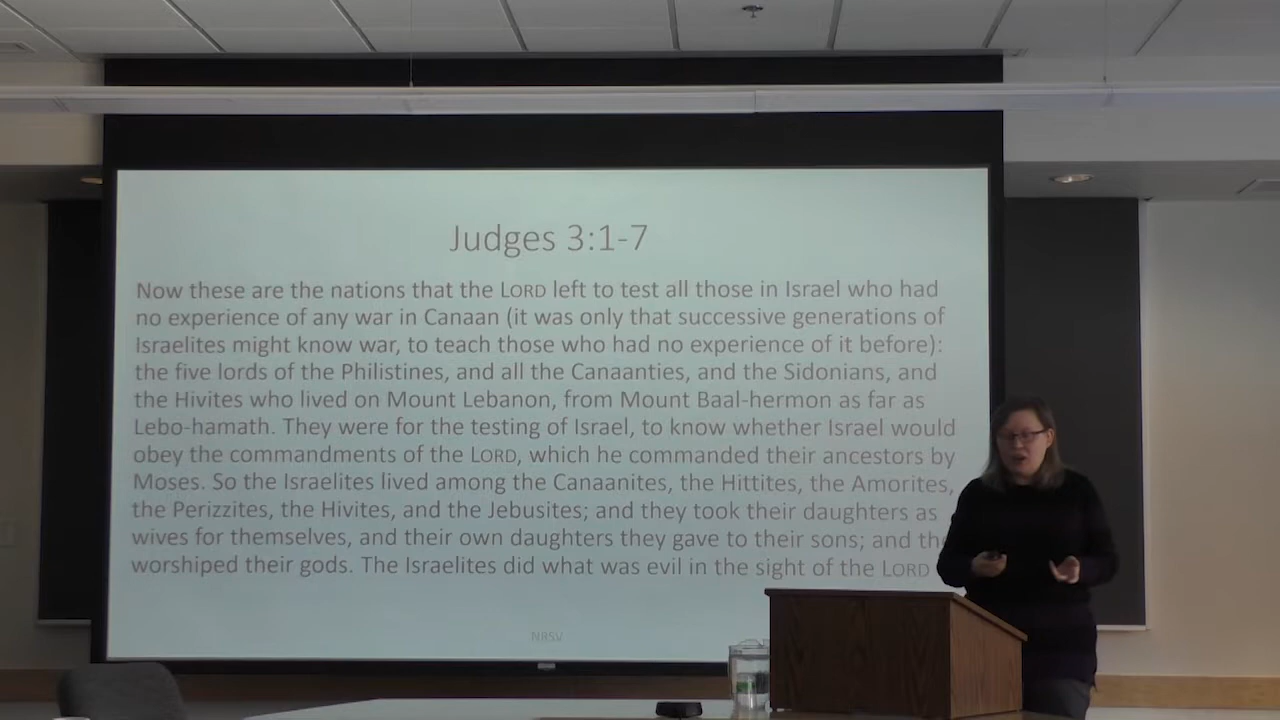 Judges 3:1-7
Now these are the nations that the LORD left to test all those in Israel who had
no experience of any war in Canaan (it was only that successive generations of
Israelites might know war, to teach those who had no experience of it before):
the five lords of the Philistines, and all the Canaanties, and the Sidonians, and
the Hivites who lived on Mount Lebanon, from Mount Baal-hermon as far as
Lebo-hamath. They were for the testing of Israel, to know whether Israel would
obey the commandments of the LORD, which he commanded their ancestors by
Moses. So the Israelites lived among the Canaanites, the Hittites, the Amorites,
the Perizzites, the Hivites, and the Jebusites; and they took their daughters as
wives for themselves, and their own daughters they gave to their sons; and the
worshiped their gods. The Israelites did what was evil in the sight of the LORD
NRSV